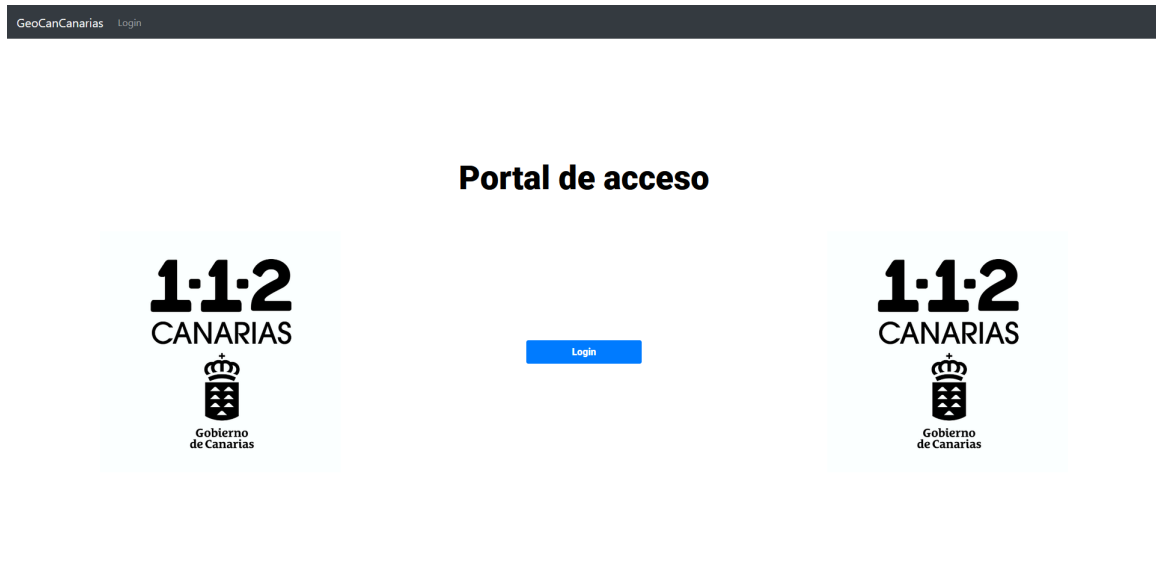 GeoCanCanarias Login
Portal de acceso
1·1·2
CANARIAS
Gobierno
de Canarias
Login
1·1·2
CANARIAS
Gobierno
de Canarias